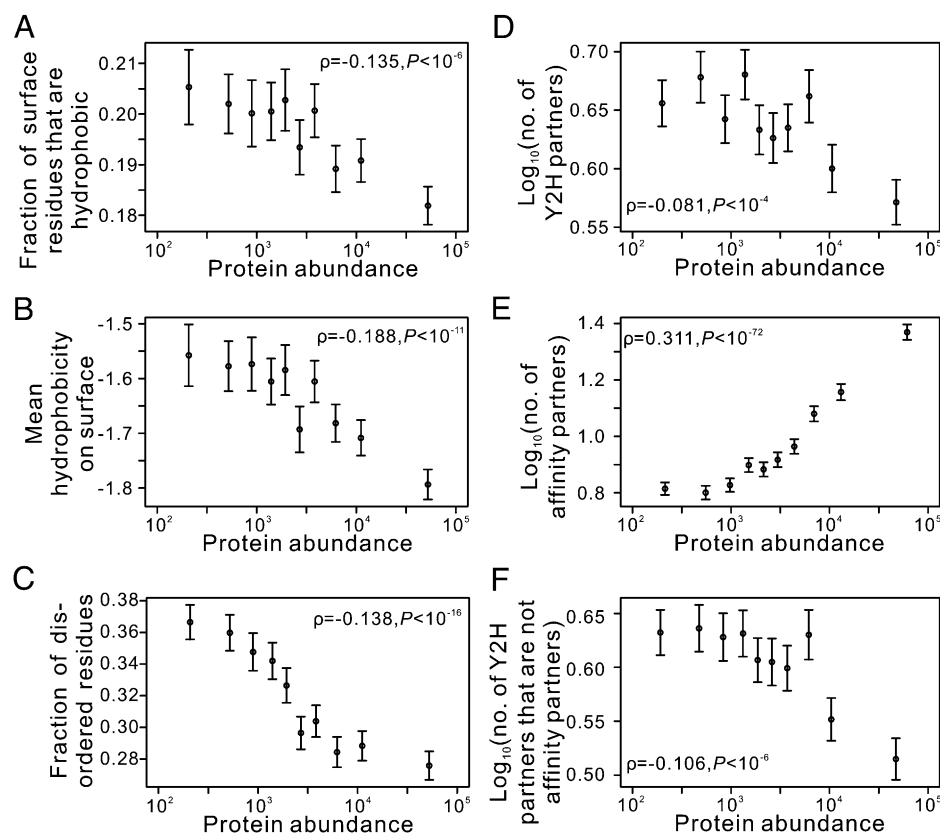 A
Fraction of surface
residues that are
hydrophobic
0.21
0.20
0.19
0.18
ρ=-0.135,P<10⁻⁶
10² 10³ 10⁴ 10⁵
Protein abundance
B
Mean
hydrophobicity
on surface
-1.5
-1.6
-1.7
-1.8
ρ=-0.188,P<10⁻¹¹
10² 10³ 10⁴ 10⁵
Protein abundance
C
Fraction of dis-
ordered residues
0.38
0.36
0.34
0.32
0.30
0.28
ρ=-0.138,P<10⁻¹⁶
10² 10³ 10⁴ 10⁵
Protein abundance
D
Log₁₀(no. of
Y2H partners)
0.70
0.65
0.60
0.55
ρ=-0.081,P<10⁻⁴
10² 10³ 10⁴ 10⁵
Protein abundance
E
Log₁₀(no. of
affinity partners)
1.4
1.2
1.0
0.8
ρ=0.311,P<10⁻⁷²
10² 10³ 10⁴ 10⁵
Protein abundance
F
Log₁₀(no. of Y2H
partners that are not
affinity partners)
0.65
0.60
0.55
0.50
ρ=-0.106,P<10⁻⁶
10² 10³ 10⁴ 10⁵
Protein abundance